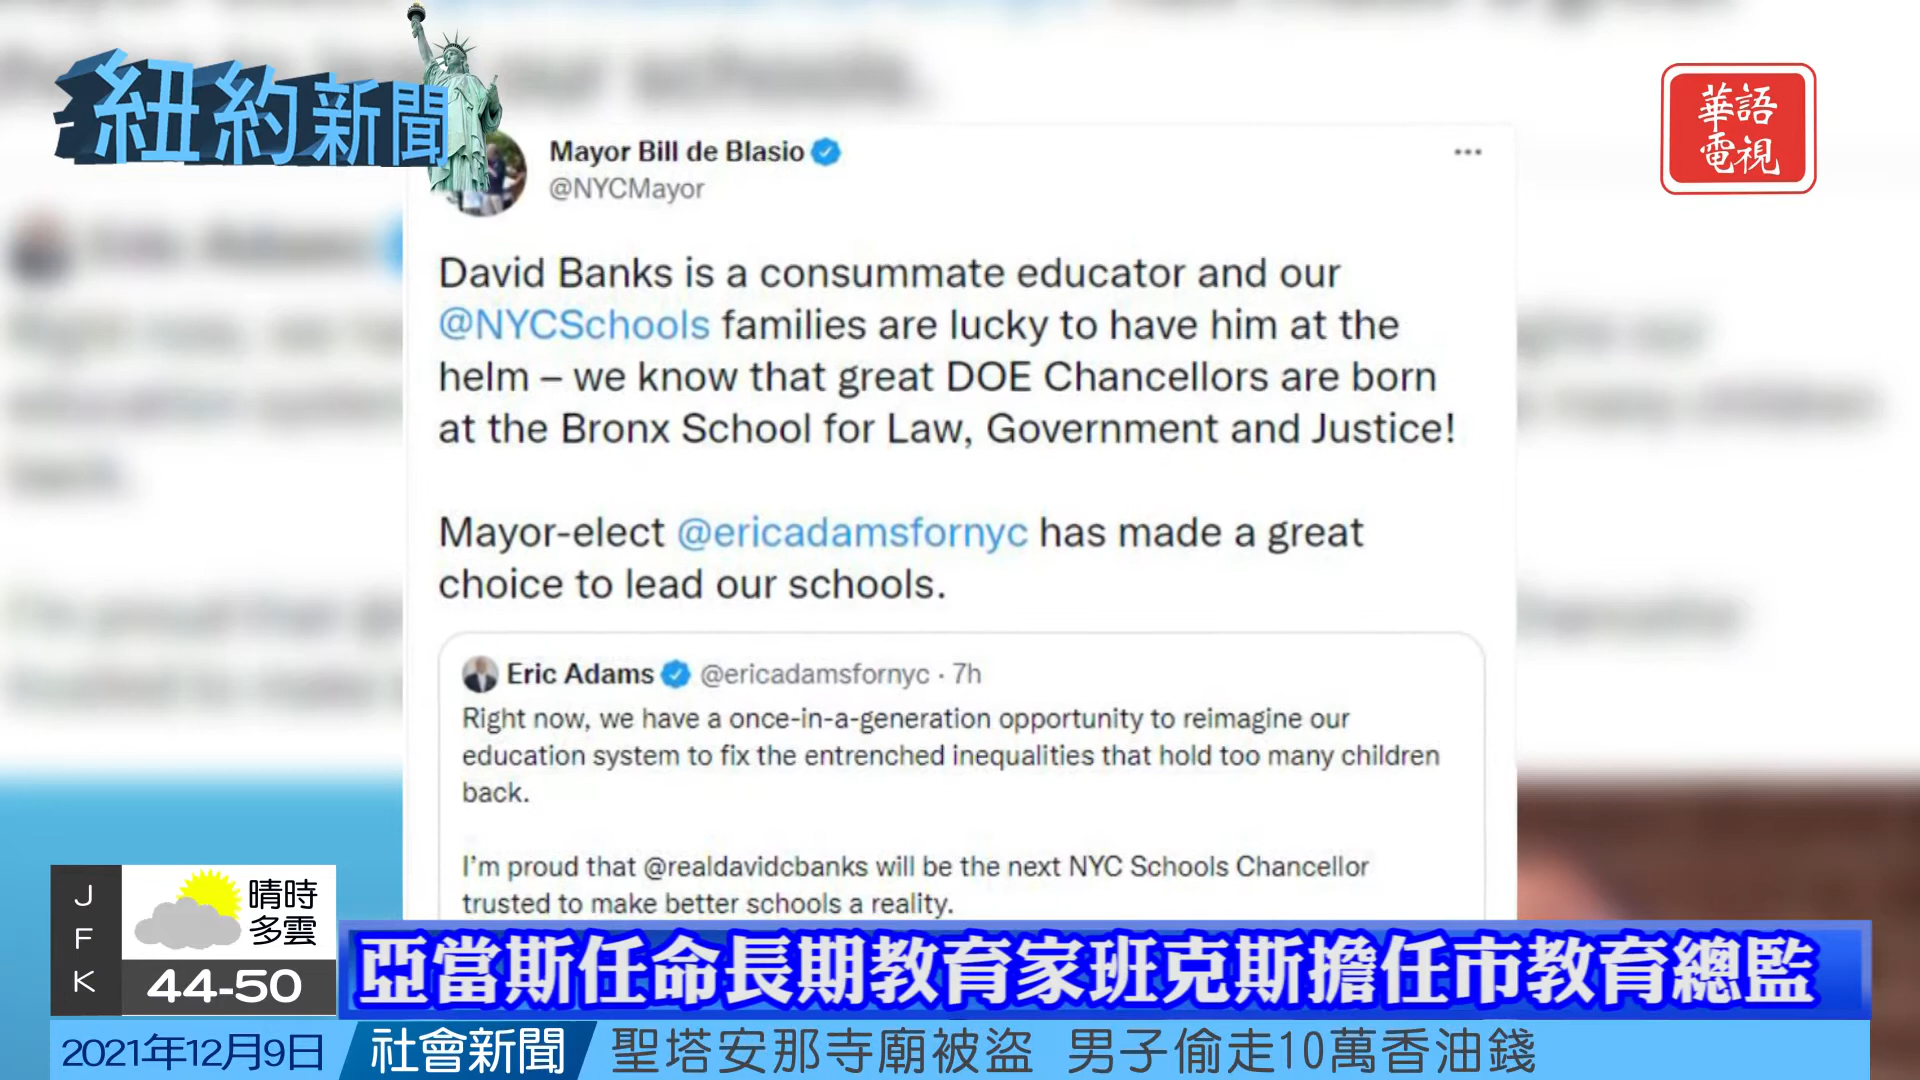 紐約新聞
華語
電視
Mayor Bill de Blasio
@NYCMayor
David Banks is a consummate educator and our
@NYCSchools families are lucky to have him at the
helm – we know that great DOE Chancellors are born
at the Bronx School for Law, Government and Justice!
Mayor-elect @ericadamsfornyc has made a great
choice to lead our schools.
Eric Adams @ericadamsfornyc · 7h
Right now, we have a once-in-a-generation opportunity to reimagine our
education system to fix the entrenched inequalities that hold too many children
back.
I'm proud that @realdavidcbanks will be the next NYC Schools Chancellor
trusted to make better schools a reality.
JFK
晴時
多雲
44-50
亞當斯任命長期教育家班克斯擔任市教育總監
2021年12月9日 社會新聞 聖塔安那寺廟被盜 男子偷走10萬香油錢